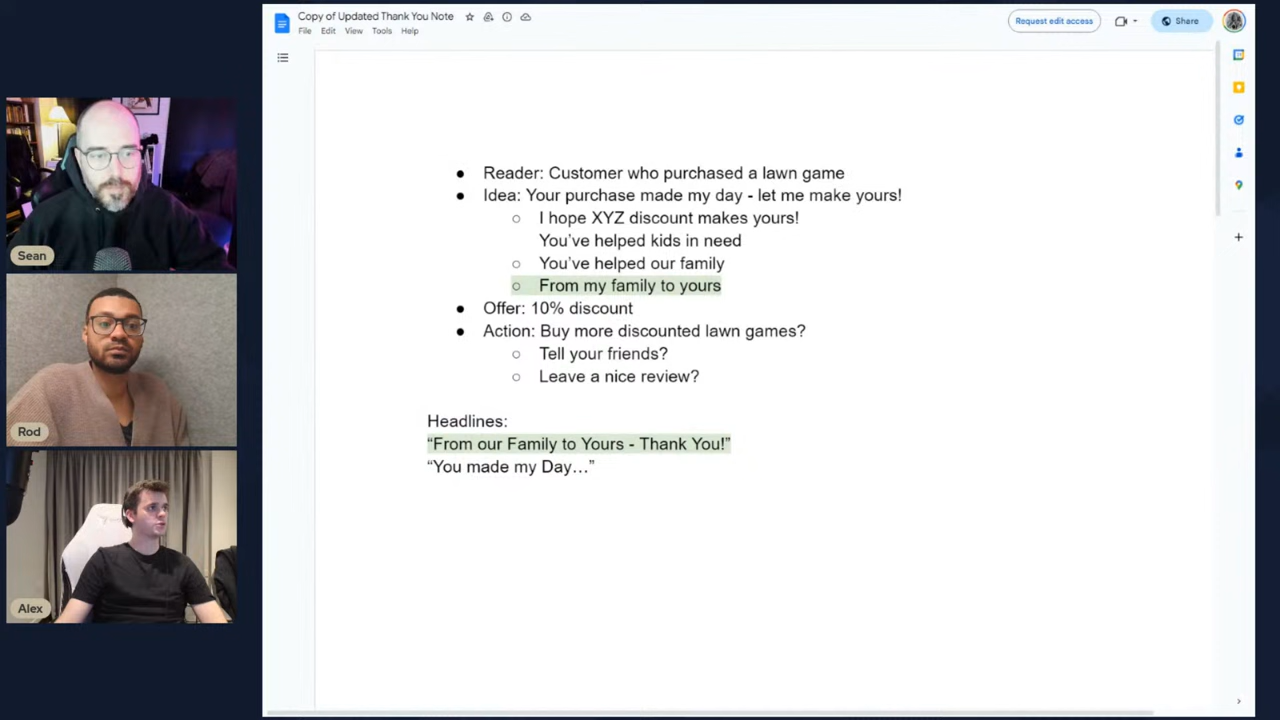 Copy of Updated Thank You Note
File Edit View Tools Help
Request edit access
Share
● Reader: Customer who purchased a lawn game
● Idea: Your purchase made my day - let me make yours!
○ I hope XYZ discount makes yours!
You’ve helped kids in need
○ You’ve helped our family
○ From my family to yours
● Offer: 10% discount
● Action: Buy more discounted lawn games?
○ Tell your friends?
○ Leave a nice review?
Headlines:
“From our Family to Yours - Thank You!”
“You made my Day…”
Sean
Rod
Alex